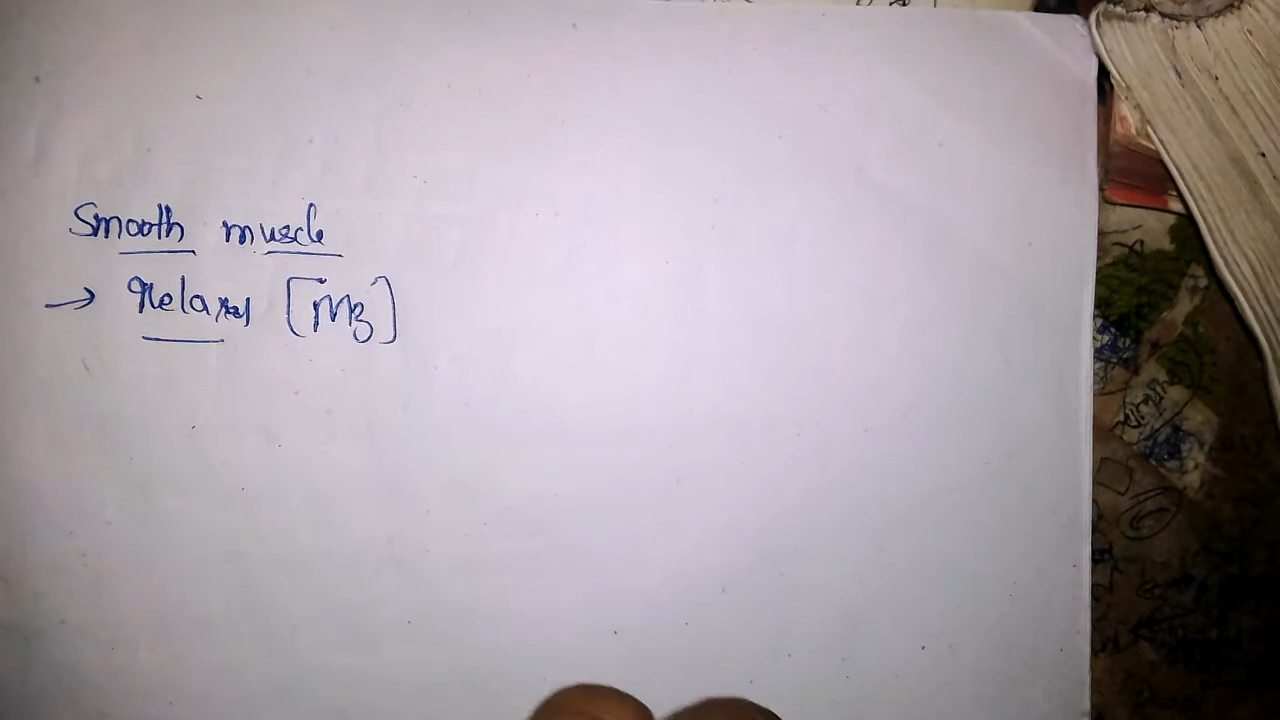 Smooth muscle
→ Relaxes [M3]